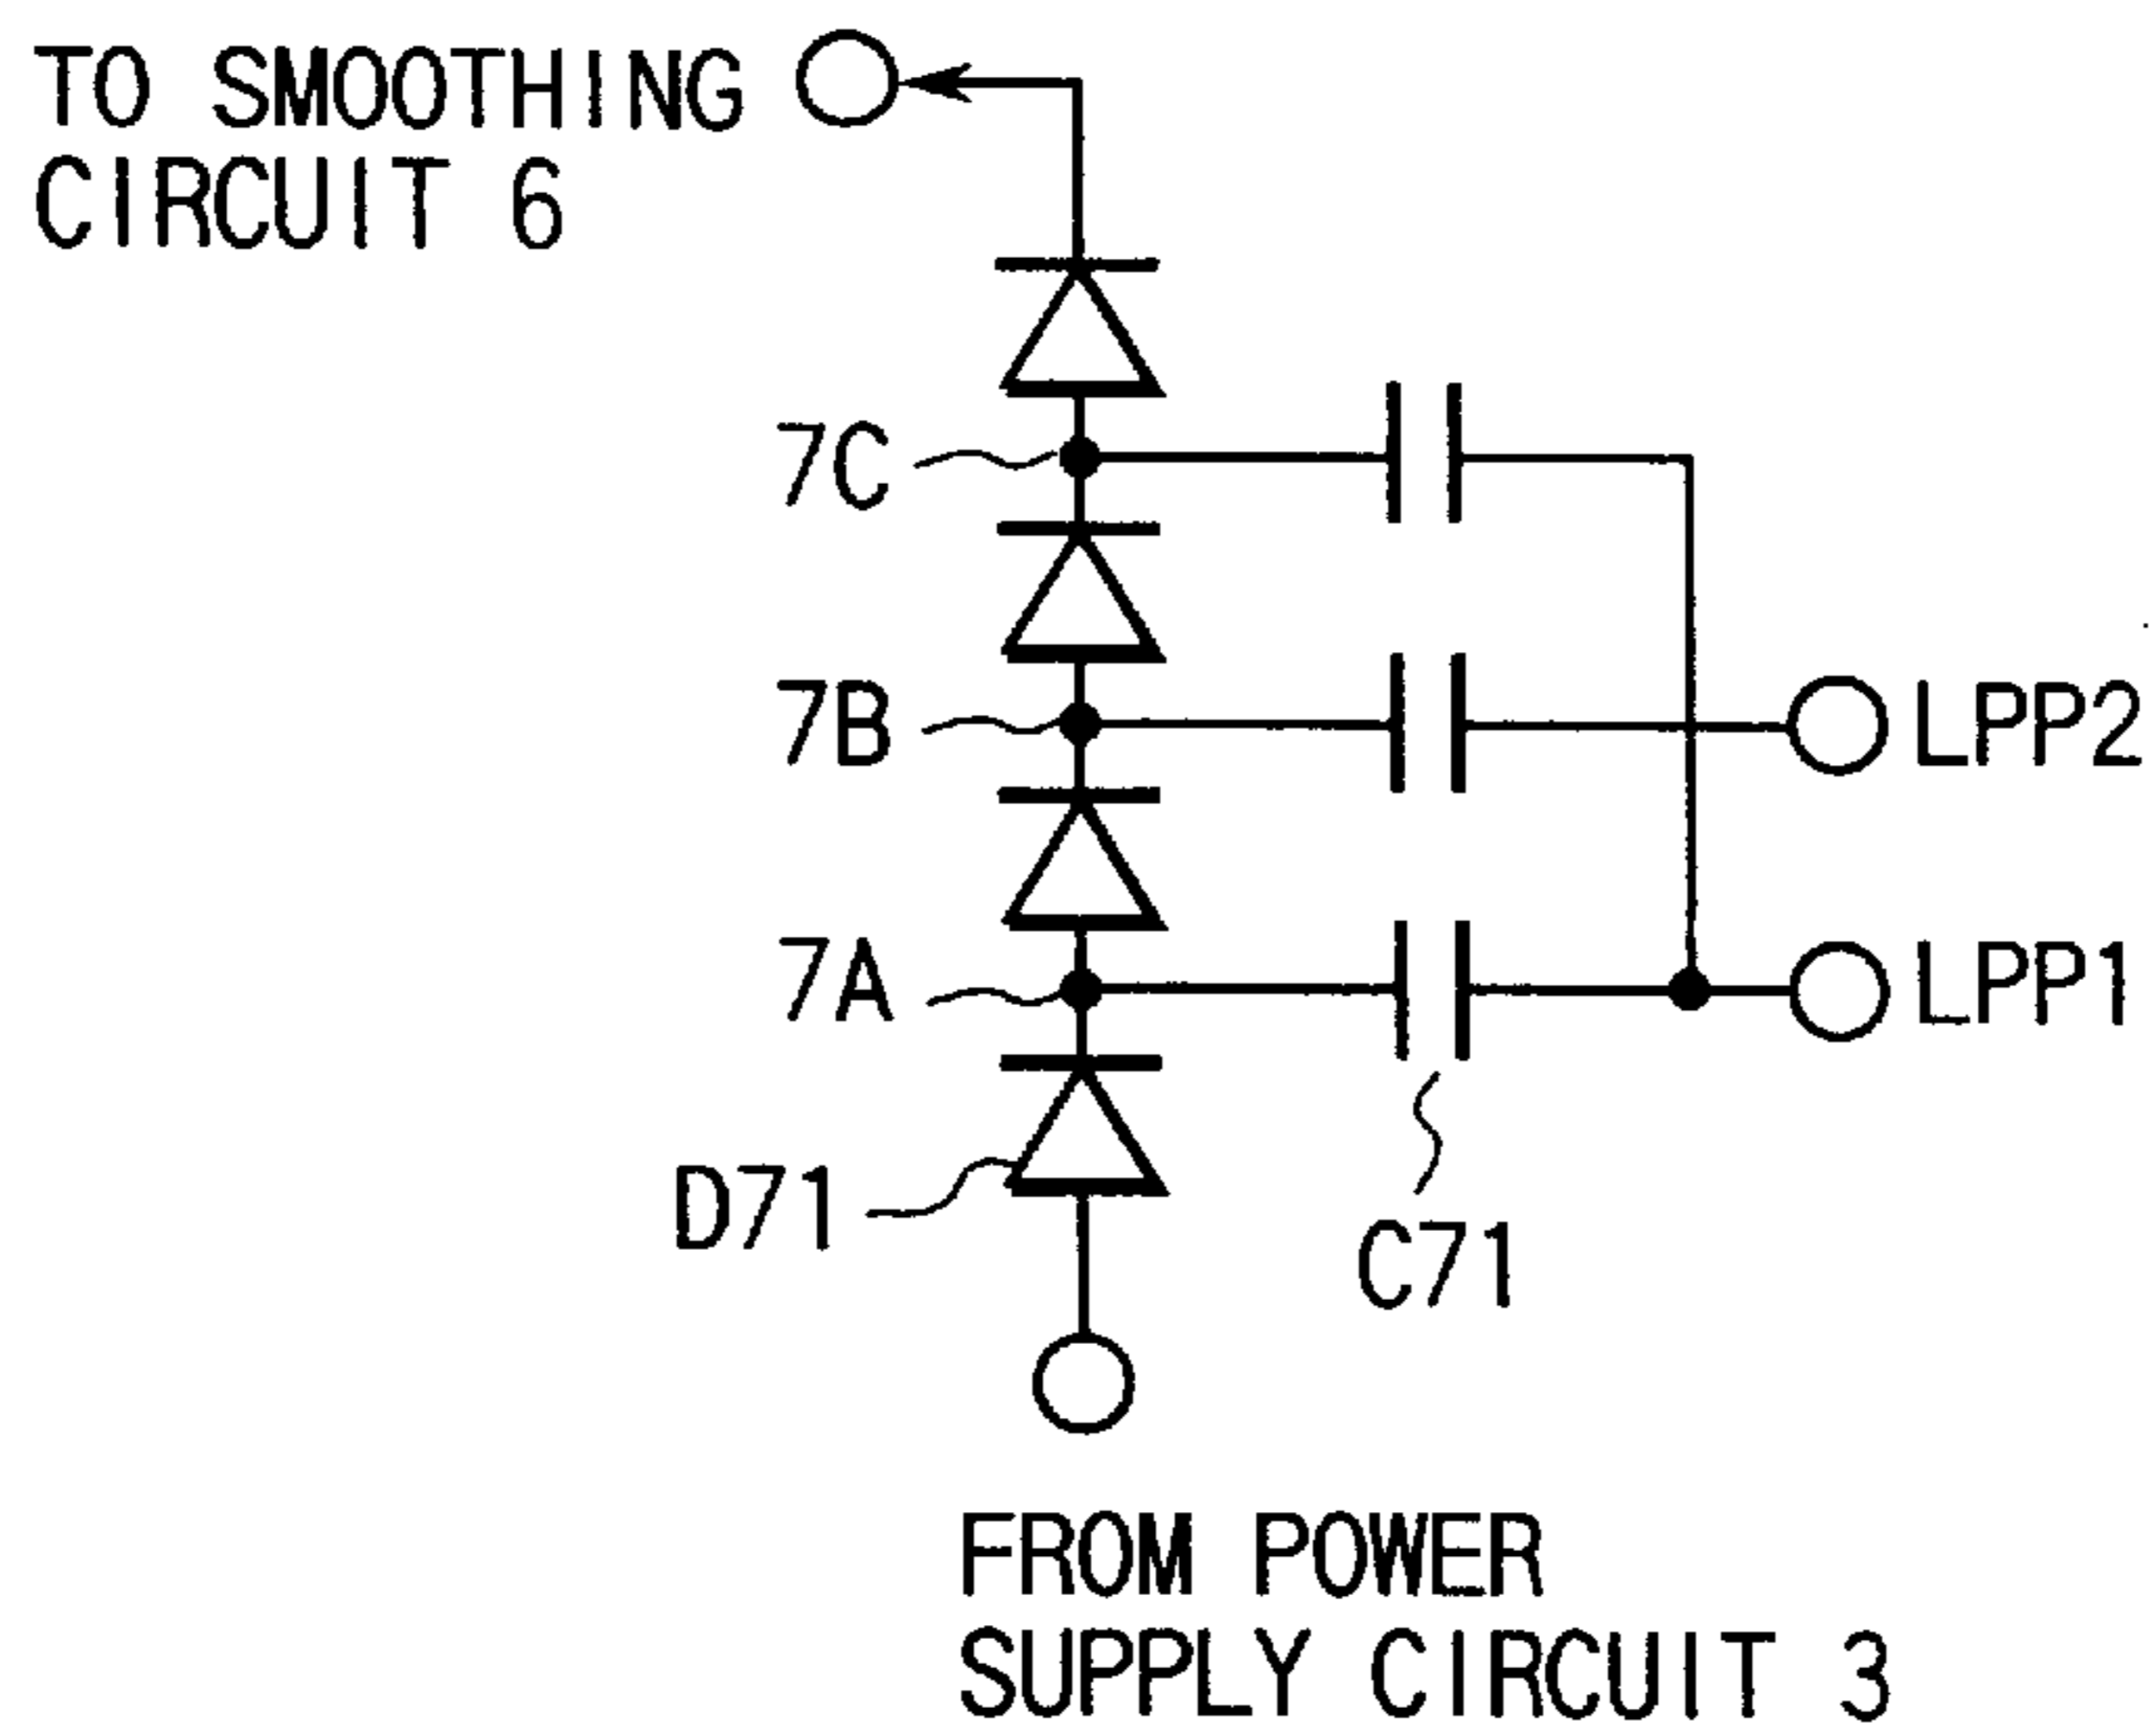 TO SMOOTHING
CIRCUIT 6
7C
7B
LPP2
7A
LPP1
D71
C71
FROM POWER
SUPPLY CIRCUIT 3